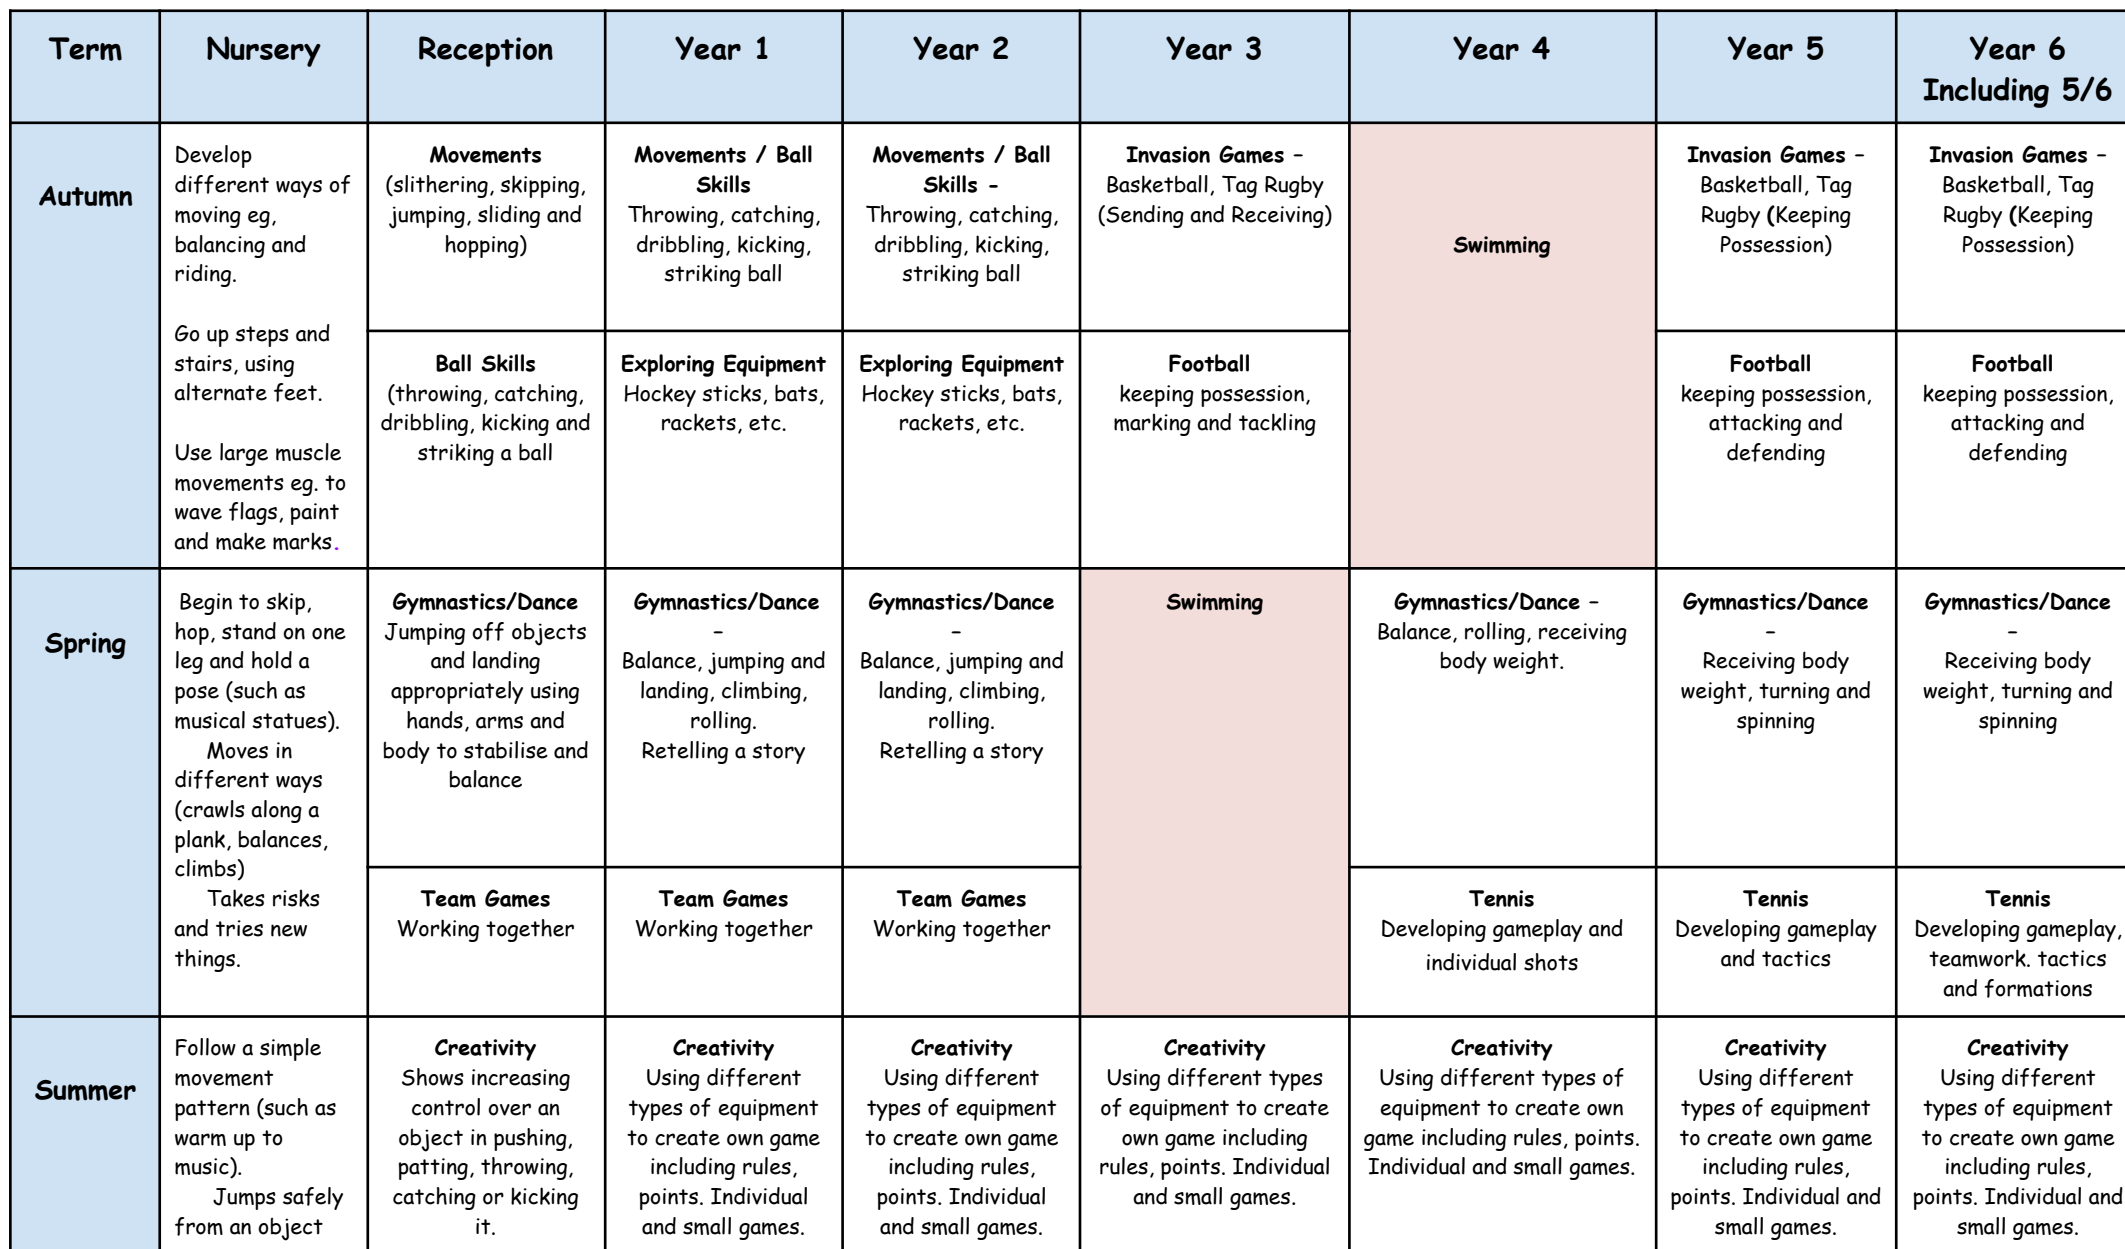 Term
Nursery
Reception
Year 1
Year 2
Year 3
Year 4
Year 5
Year 6
Including 5/6
Autumn
Develop
different ways of
moving eg,
balancing and
riding.
Go up steps and
stairs, using
alternate feet.
Use large muscle
movements eg. to
wave flags, paint
and make marks.
Movements
(slithering, skipping,
jumping, sliding and
hopping)
Movements / Ball
Skills
Throwing, catching,
dribbling, kicking,
striking ball
Movements / Ball
Skills -
Throwing, catching,
dribbling, kicking,
striking ball
Invasion Games –
Basketball, Tag Rugby
(Sending and Receiving)
Swimming
Invasion Games –
Basketball, Tag
Rugby (Keeping
Possession)
Invasion Games –
Basketball, Tag
Rugby (Keeping
Possession)
Ball Skills
(throwing, catching,
dribbling, kicking and
striking a ball
Exploring Equipment
Hockey sticks, bats,
rackets, etc.
Exploring Equipment
Hockey sticks, bats,
rackets, etc.
Football
keeping possession,
marking and tackling
Football
keeping possession,
attacking and
defending
Football
keeping possession,
attacking and
defending
Spring
Begin to skip,
hop, stand on one
leg and hold a
pose (such as
musical statues).
Moves in
different ways
(crawls along a
plank, balances,
climbs)
Takes risks
and tries new
things.
Gymnastics/Dance
Jumping off objects
and landing
appropriately using
hands, arms and
body to stabilise and
balance
Gymnastics/Dance
–
Balance, jumping and
landing, climbing,
rolling.
Retelling a story
Gymnastics/Dance
–
Balance, jumping and
landing, climbing,
rolling.
Retelling a story
Swimming
Gymnastics/Dance –
Balance, rolling, receiving
body weight.
Gymnastics/Dance
–
Receiving body
weight, turning and
spinning
Gymnastics/Dance
–
Receiving body
weight, turning and
spinning
Team Games
Working together
Team Games
Working together
Team Games
Working together
Tennis
Developing gameplay and
individual shots
Tennis
Developing gameplay
and tactics
Tennis
Developing gameplay,
teamwork. tactics
and formations
Summer
Follow a simple
movement
pattern (such as
warm up to
music).
Jumps safely
from an object
Creativity
Shows increasing
control over an
object in pushing,
patting, throwing,
catching or kicking
it.
Creativity
Using different
types of equipment
to create own game
including rules,
points. Individual
and small games.
Creativity
Using different
types of equipment
to create own game
including rules,
points. Individual
and small games.
Creativity
Using different types
of equipment to create
own game including
rules, points. Individual
and small games.
Creativity
Using different types of
equipment to create own
game including rules, points.
Individual and small games.
Creativity
Using different
types of equipment
to create own game
including rules,
points. Individual and
small games.
Creativity
Using different
types of equipment
to create own game
including rules,
points. Individual and
small games.